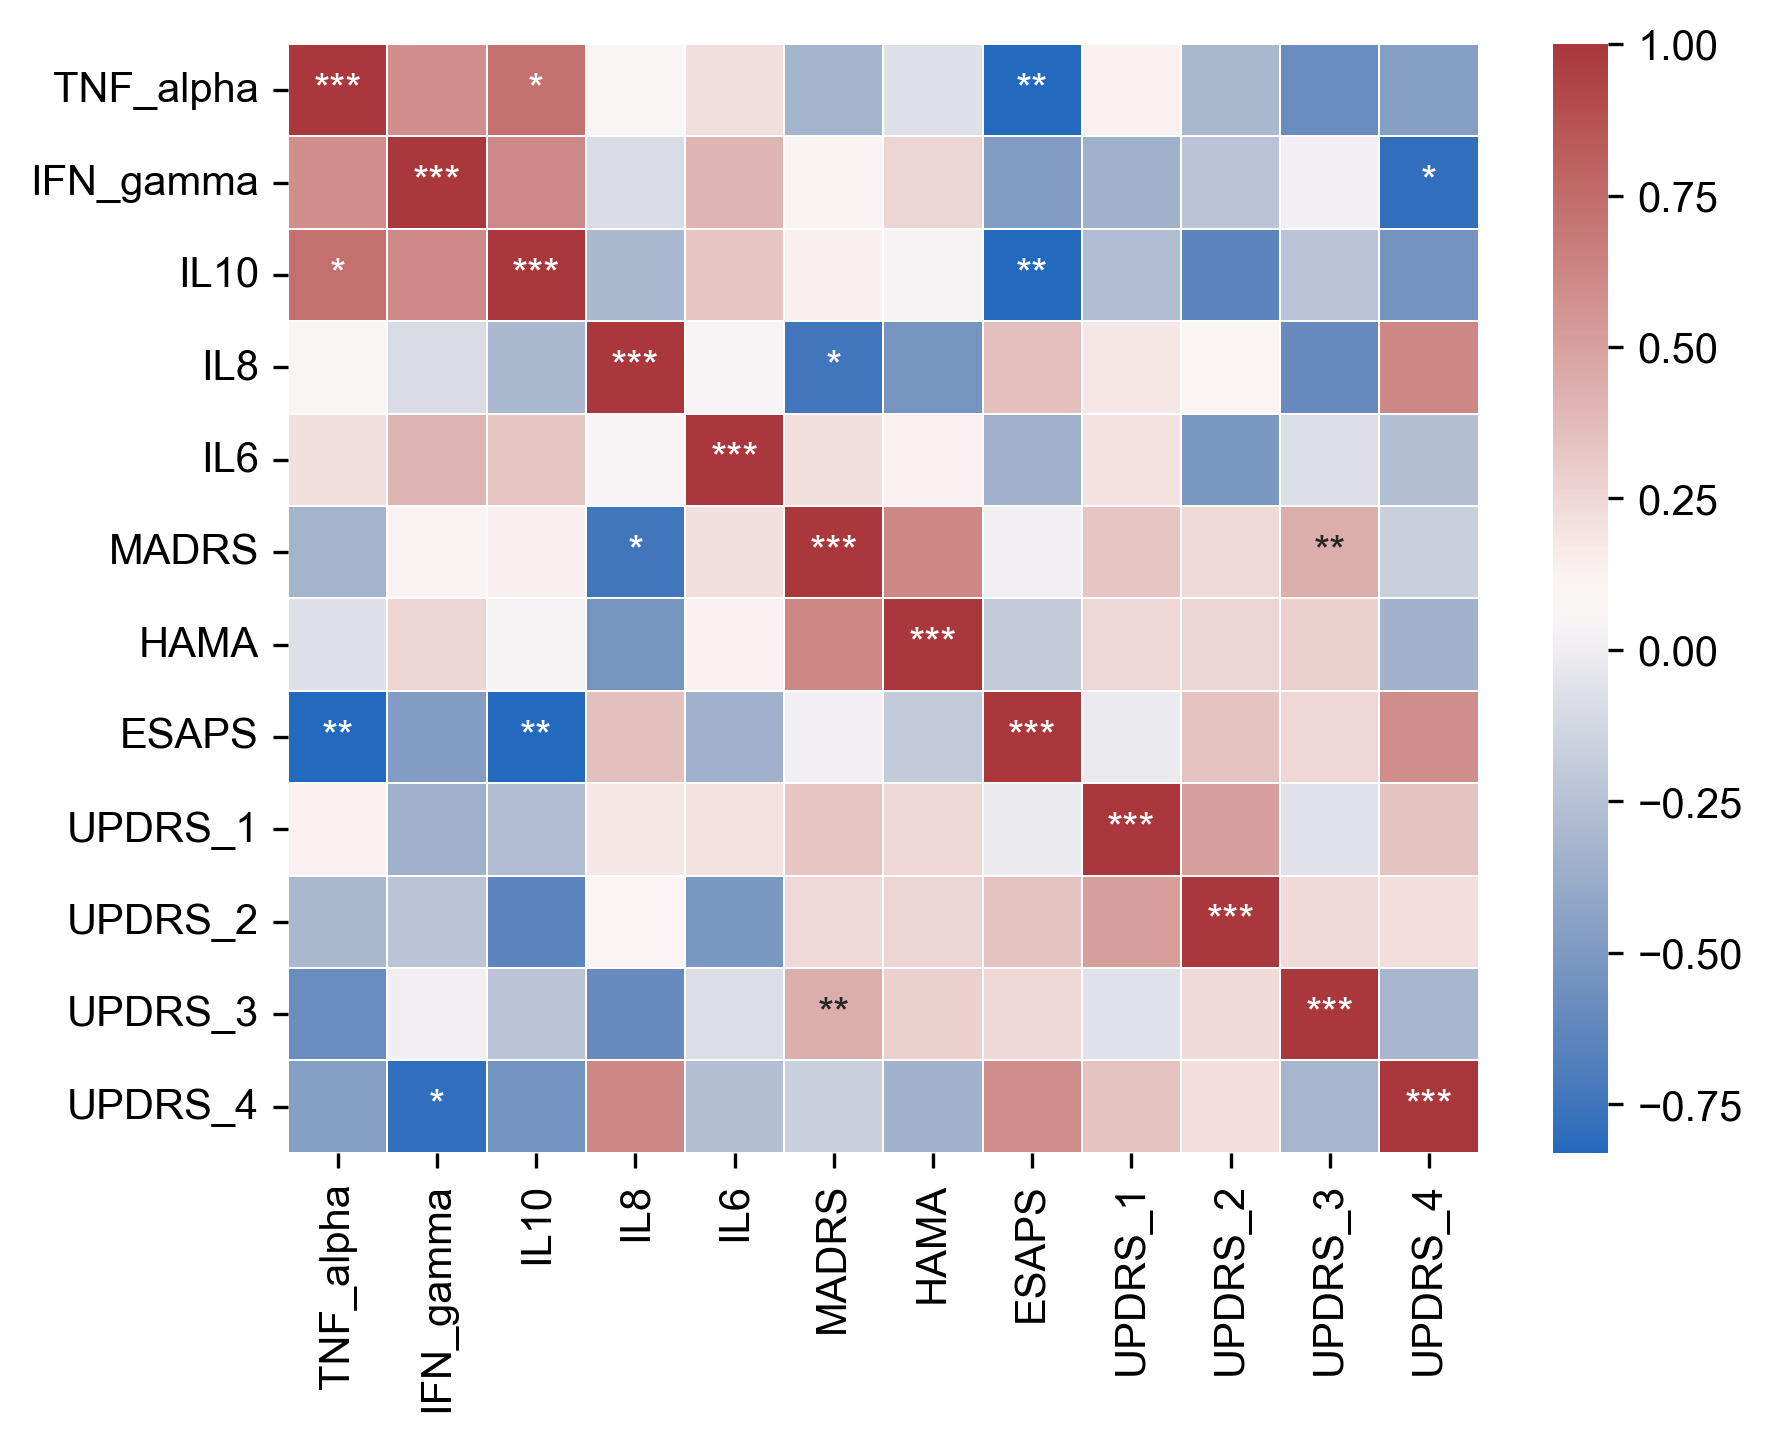 TNF_alpha *** * ** 1.00
IFN_gamma *** * 0.75
IL10 * *** **
IL8 *** * 0.50
IL6 *** 0.25
MADRS * *** **
HAMA *** 0.00
ESAPS ** ** ***
UPDRS_1 *** −0.25
UPDRS_2 *** −0.50
UPDRS_3 ** ***
UPDRS_4 * *** −0.75
TNF_alpha IFN_gamma IL10 IL8 IL6 MADRS HAMA ESAPS UPDRS_1 UPDRS_2 UPDRS_3 UPDRS_4